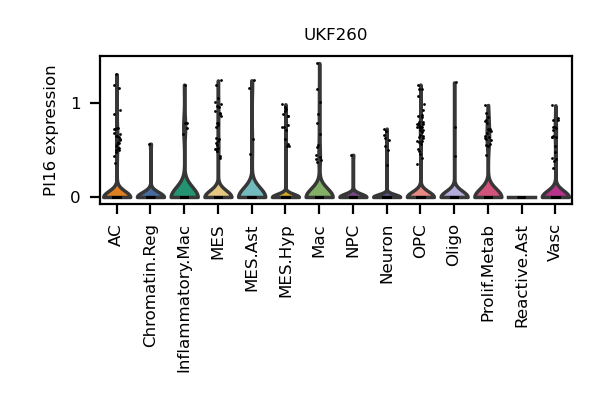 UKF260
PI16 expression
1
0
AC
Chromatin.Reg
Inflammatory.Mac
MES
MES.Ast
MES.Hyp
Mac
NPC
Neuron
OPC
Oligo
Prolif.Metab
Reactive.Ast
Vasc